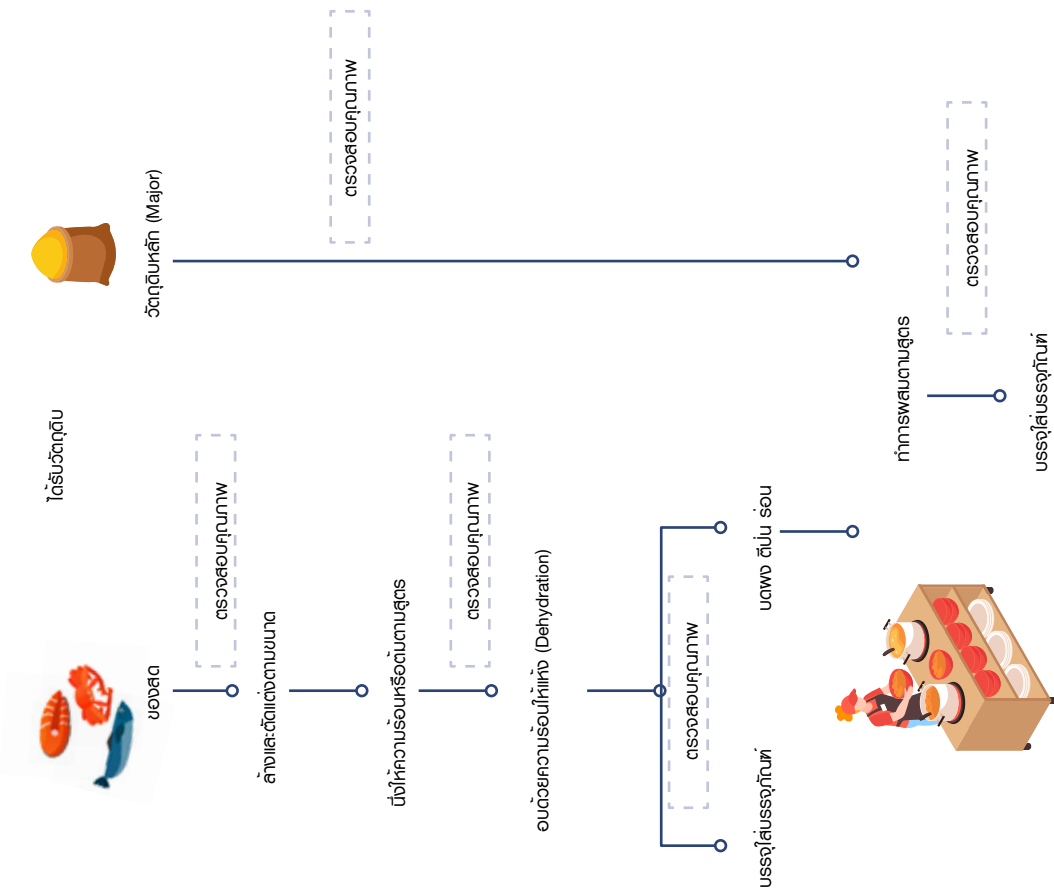 ได้รับวัตถุดิบ
ของสด
วัตถุดิบหลัก (Major)
ตรวจสอบคุณภาพ
ล้างและตัดแต่งตามขนาด
ตรวจสอบคุณภาพ
นึ่งให้ความร้อนหรือต้มตามสูตร
ตรวจสอบคุณภาพ
อบด้วยความร้อนให้แห้ง (Dehydration)
ตรวจสอบคุณภาพ
บรรจุใส่บรรจุภัณฑ์
บดผง ตีป่น ร่อน
ทำการผสมตามสูตร
ตรวจสอบคุณภาพ
บรรจุใส่บรรจุภัณฑ์